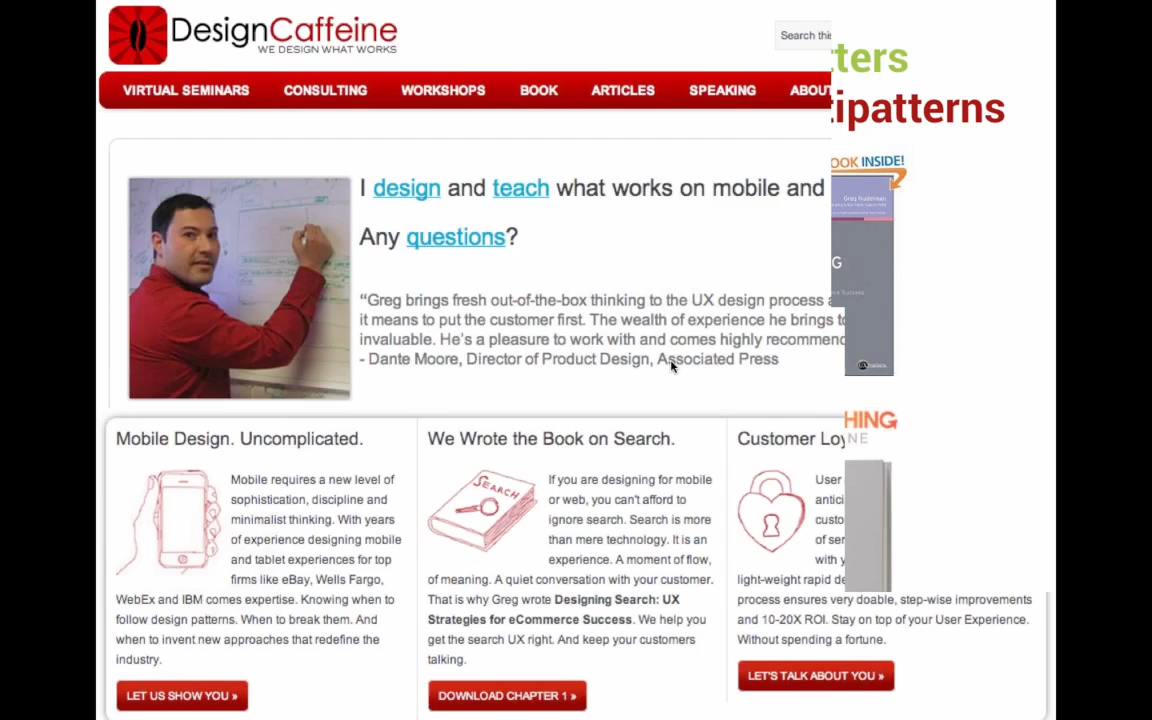 DesignCaffeine
WE DESIGN WHAT WORKS
Search this
tters
tipatterns
VIRTUAL SEMINARS CONSULTING WORKSHOPS BOOK ARTICLES SPEAKING ABOUT
OOK INSIDE!
Greg Nudelman
G
I design and teach what works on mobile and
Any questions?
“Greg brings fresh out-of-the-box thinking to the UX design process
it means to put the customer first. The wealth of experience he brings to
invaluable. He's a pleasure to work with and comes highly recommend
- Dante Moore, Director of Product Design, Associated Press
HING
NE
Mobile Design. Uncomplicated.
Mobile requires a new level of
sophistication, discipline and
minimalist thinking. With years
of experience designing mobile
and tablet experiences for top
firms like eBay, Wells Fargo,
WebEx and IBM comes expertise. Knowing when to
follow design patterns. When to break them. And
when to invent new approaches that redefine the
industry.
LET US SHOW YOU »
We Wrote the Book on Search.
SEARCH
If you are designing for mobile
or web, you can't afford to
ignore search. Search is more
than mere technology. It is an
experience. A moment of flow,
of meaning. A quiet conversation with your customer.
That is why Greg wrote Designing Search: UX
Strategies for eCommerce Success. We help you
get the search UX right. And keep your customers
talking.
DOWNLOAD CHAPTER 1 »
Customer Loy
User
antici
custo
of ser
with y
light-weight rapid de
process ensures very doable, step-wise improvements
and 10-20X ROI. Stay on top of your User Experience.
Without spending a fortune.
LET'S TALK ABOUT YOU »